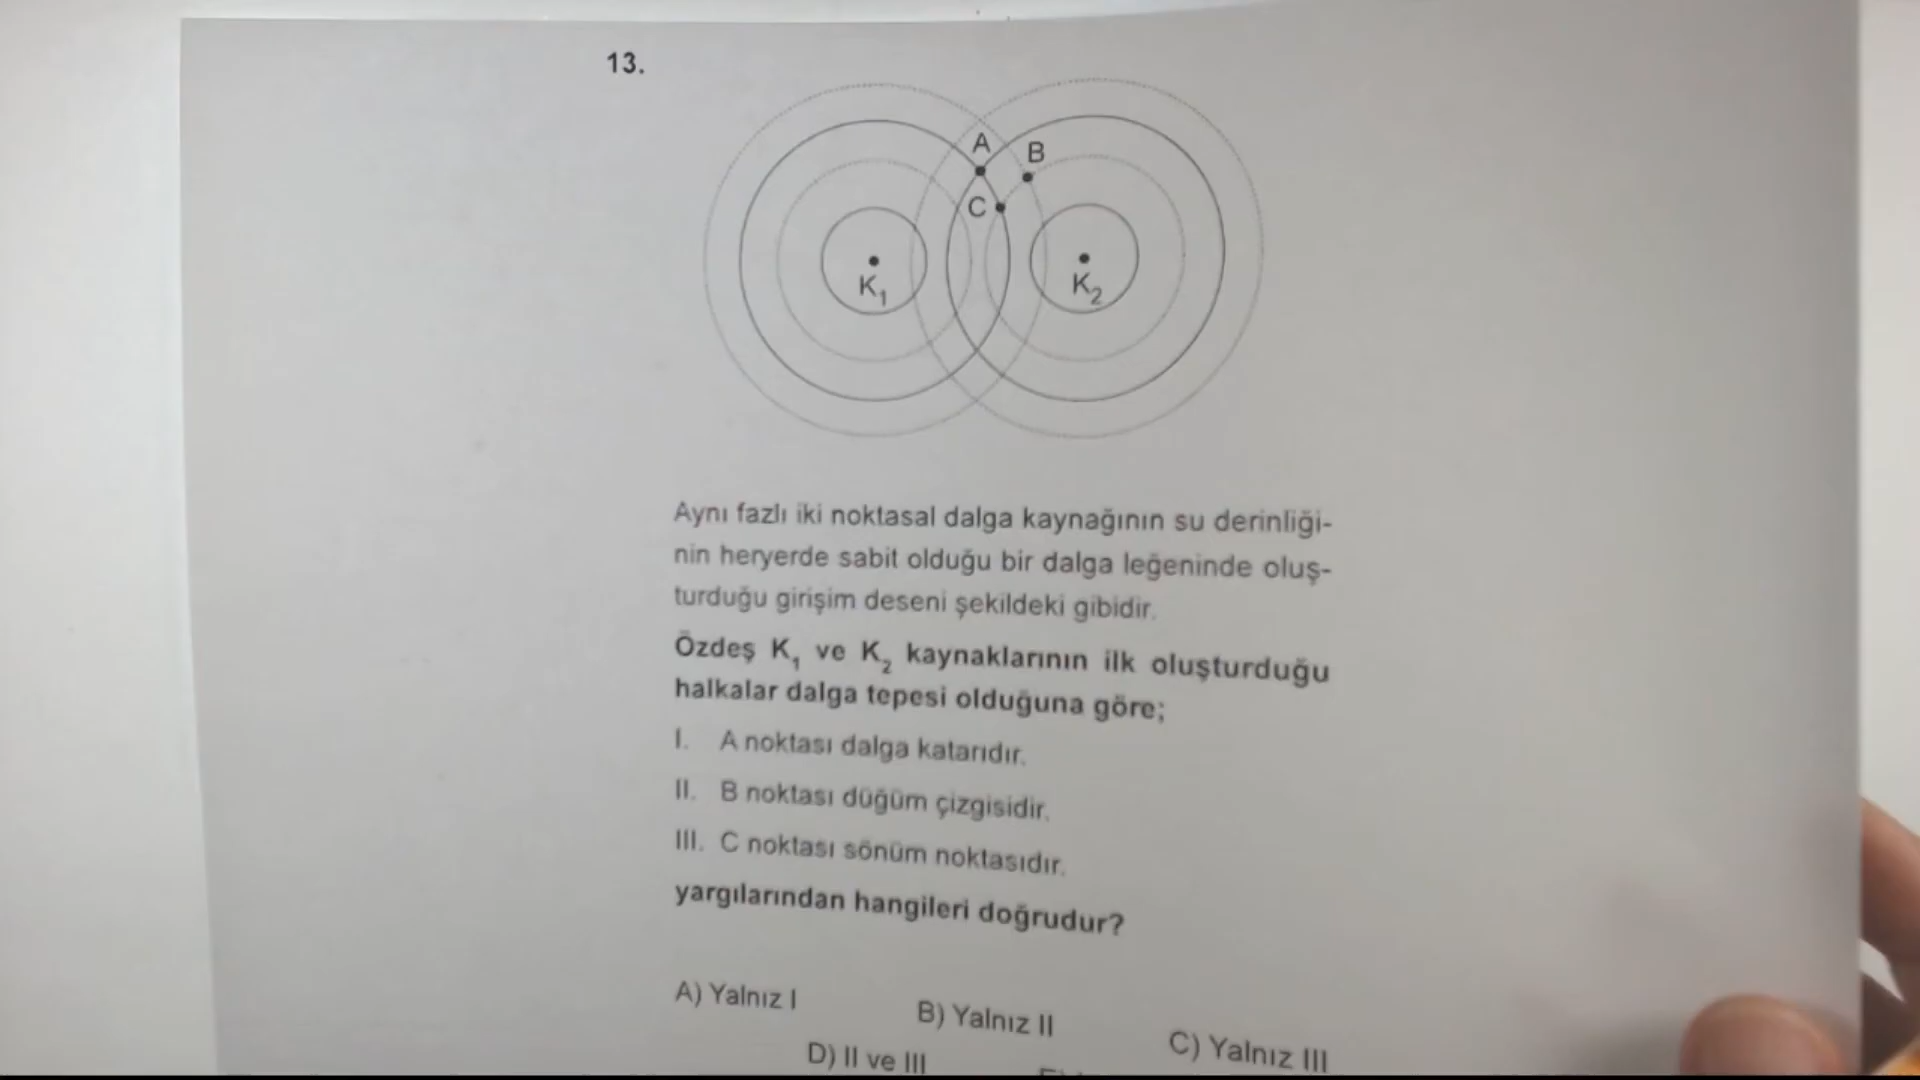 13.
A
B
C
K1
K2
Aynı fazlı iki noktasal dalga kaynağının su derinliği-
nin heryerde sabit olduğu bir dalga leğeninde oluş-
turduğu girişim deseni şekildeki gibidir.
Özdeş K1 ve K2 kaynaklarının ilk oluşturduğu
halkalar dalga tepesi olduğuna göre;
I. A noktası dalga katarıdır.
II. B noktası düğüm çizgisidir.
III. C noktası sönüm noktasıdır.
yargılarından hangileri doğrudur?
A) Yalnız I
B) Yalnız II
C) Yalnız III
D) II ve III